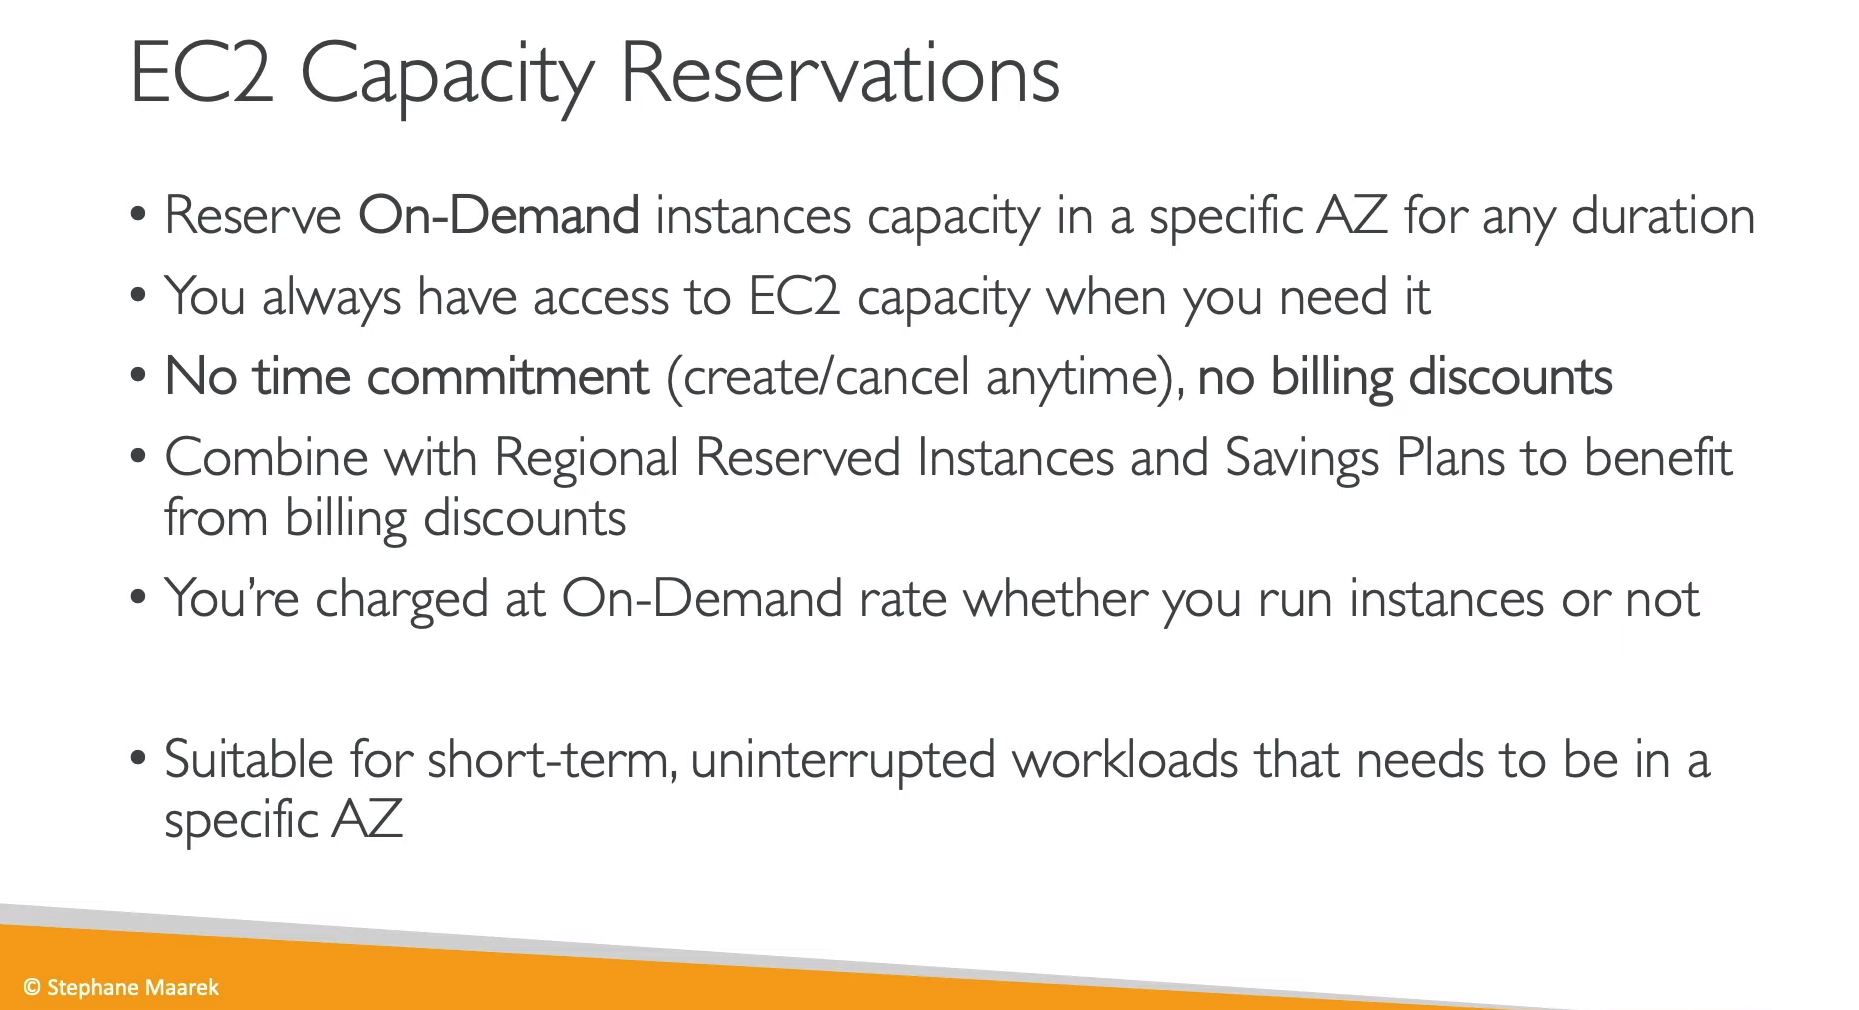 EC2 Capacity Reservations
• Reserve On-Demand instances capacity in a specific AZ for any duration
• You always have access to EC2 capacity when you need it
• No time commitment (create/cancel anytime), no billing discounts
• Combine with Regional Reserved Instances and Savings Plans to benefit
from billing discounts
• You’re charged at On-Demand rate whether you run instances or not
• Suitable for short-term, uninterrupted workloads that needs to be in a
specific AZ
© Stephane Maarek